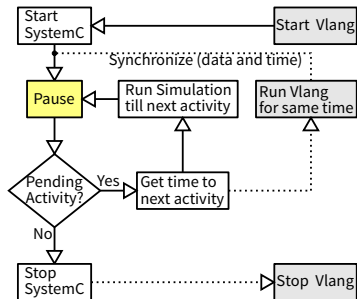 Start
SystemC
Start Vlang
Synchronize (data and time)
Pause
Run Simulation
till next activity
Run Vlang
for same time
Pending
Activity?
Yes
Get time to
next activity
No
Stop
SystemC
Stop Vlang